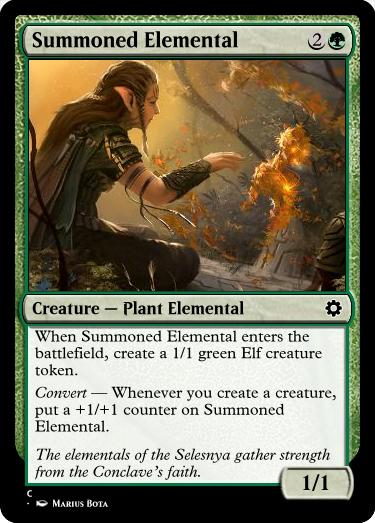 Summoned Elemental 2
Creature — Plant Elemental
When Summoned Elemental enters the
battlefield, create a 1/1 green Elf creature
token.
Convert — Whenever you create a creature,
put a +1/+1 counter on Summoned
Elemental.
The elementals of the Selesnya gather strength
from the Conclave's faith.
1/1
C
· Marius Bota